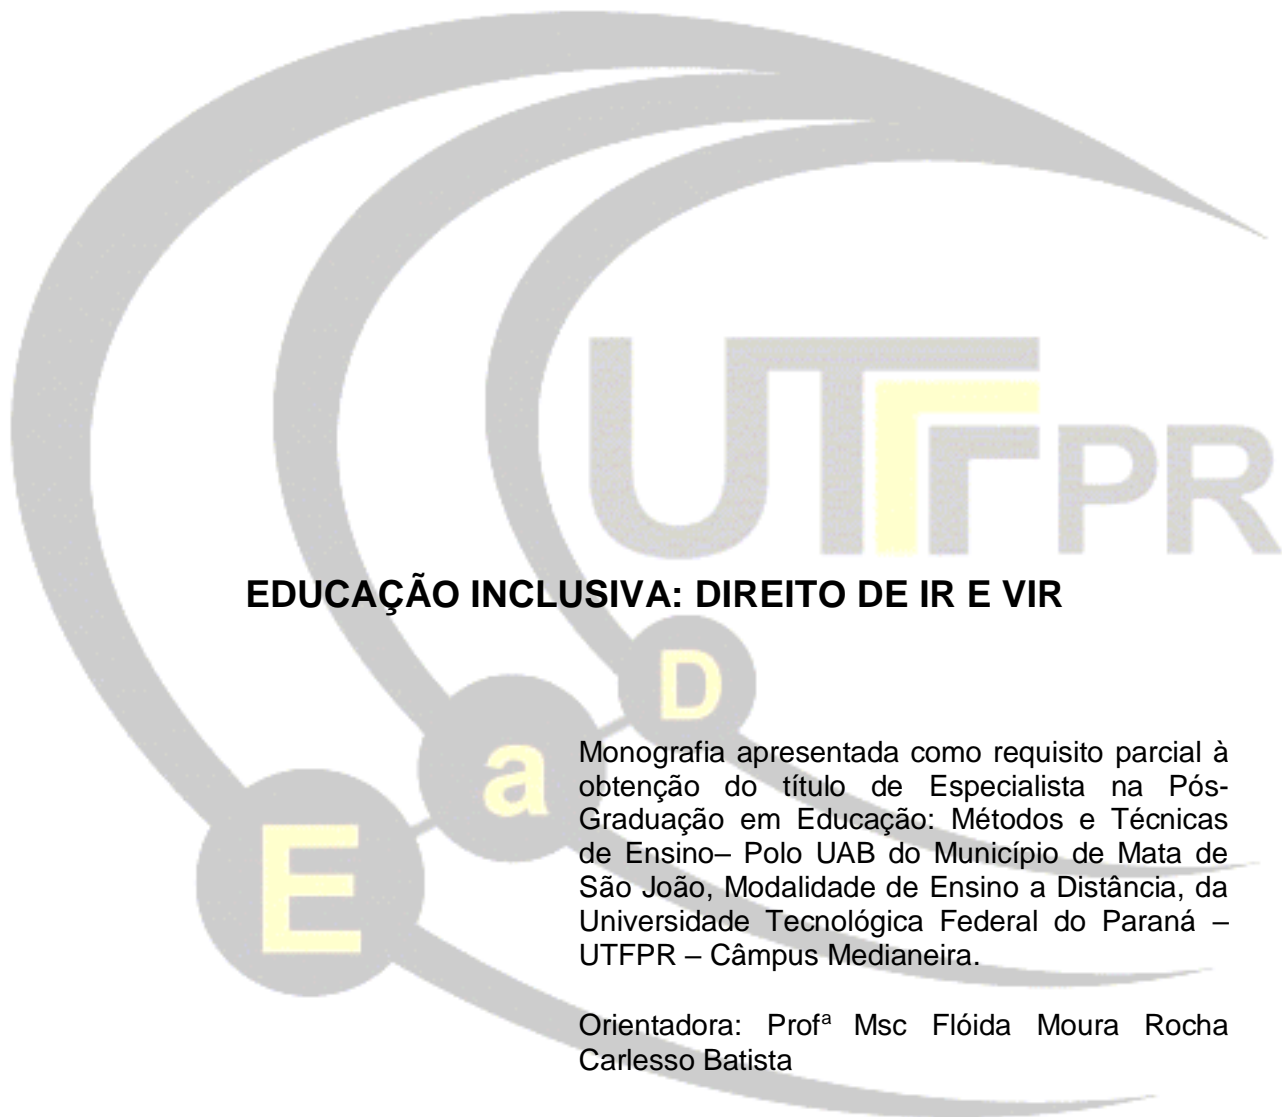 UTFPR
EDUCAÇÃO INCLUSIVA: DIREITO DE IR E VIR
E a D
Monografia apresentada como requisito parcial à
obtenção do título de Especialista na Pós-
Graduação em Educação: Métodos e Técnicas
de Ensino– Polo UAB do Município de Mata de
São João, Modalidade de Ensino a Distância, da
Universidade Tecnológica Federal do Paraná –
UTFPR – Câmpus Medianeira.
Orientadora: Profª Msc Flóida Moura Rocha
Carlesso Batista